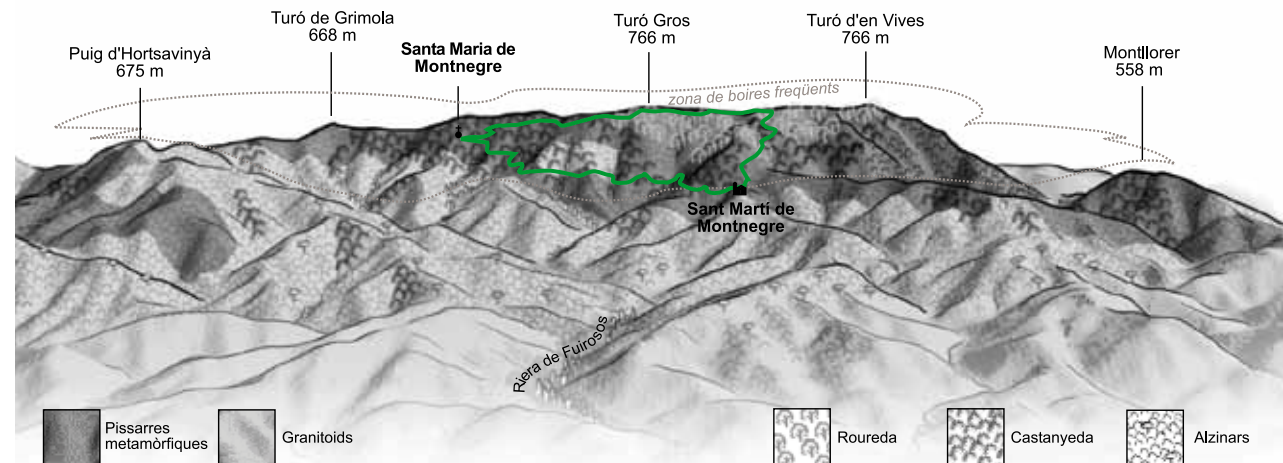 Turó de Grimola
668 m
Turó Gros
766 m
Turó d'en Vives
766 m
Puig d'Hortsavinyà
675 m
Santa Maria de
Montnegre
Montllorer
558 m
zona de boires freqüents
Sant Martí de
Montnegre
Riera de Fuirosos
Pissarres
metamòrfiques
Granitoids
Roureda
Castanyeda
Alzinars